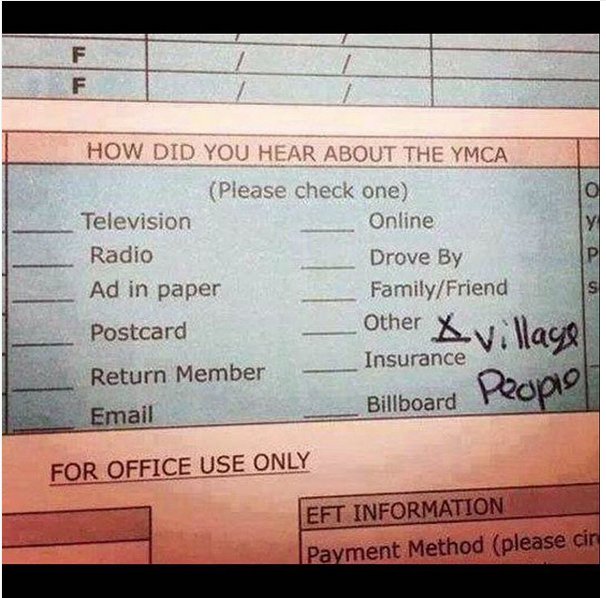 F / /
F / /
HOW DID YOU HEAR ABOUT THE YMCA
(Please check one)
Television
Online
Radio
Drove By
Ad in paper
Family/Friend
Postcard
Other X Village
Return Member
Insurance People
Email
Billboard
FOR OFFICE USE ONLY
EFT INFORMATION
Payment Method (please